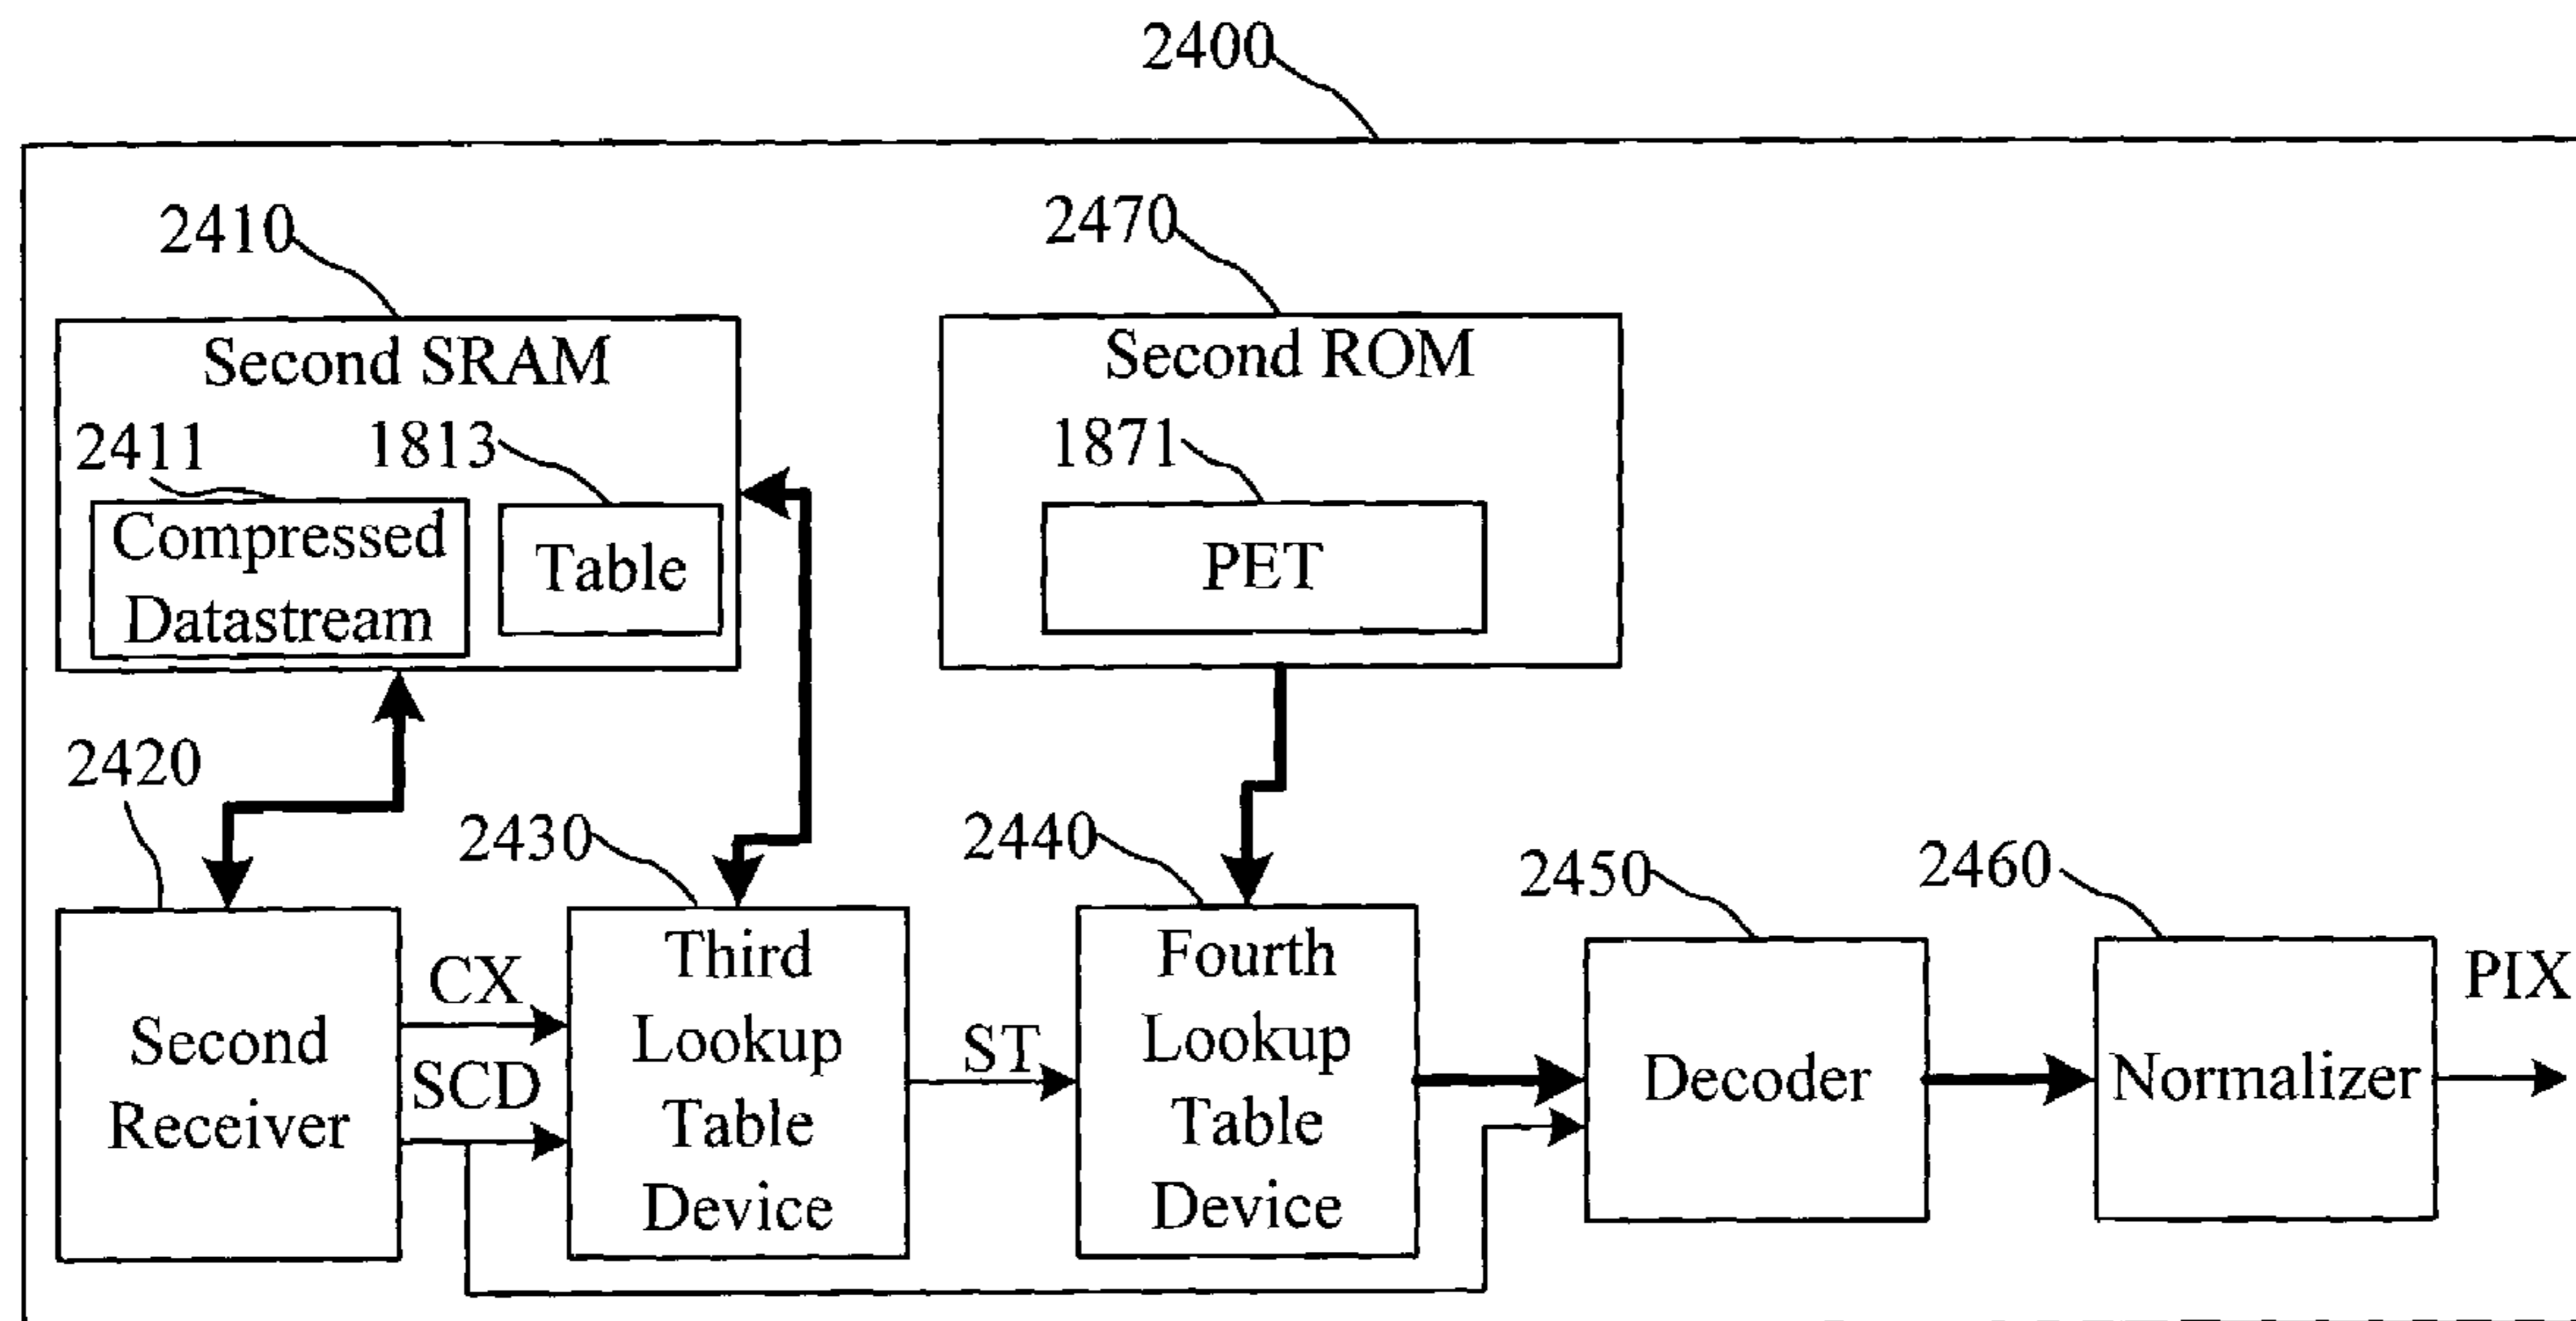 2400
2410
2470
Second SRAM
Second ROM
2411
1813
1871
Compressed
Datastream
Table
PET
2420
2430
2440
2450
2460
Second
Receiver
CX
SCD
Third
Lookup
Table
Device
ST
Fourth
Lookup
Table
Device
Decoder
Normalizer
PIX